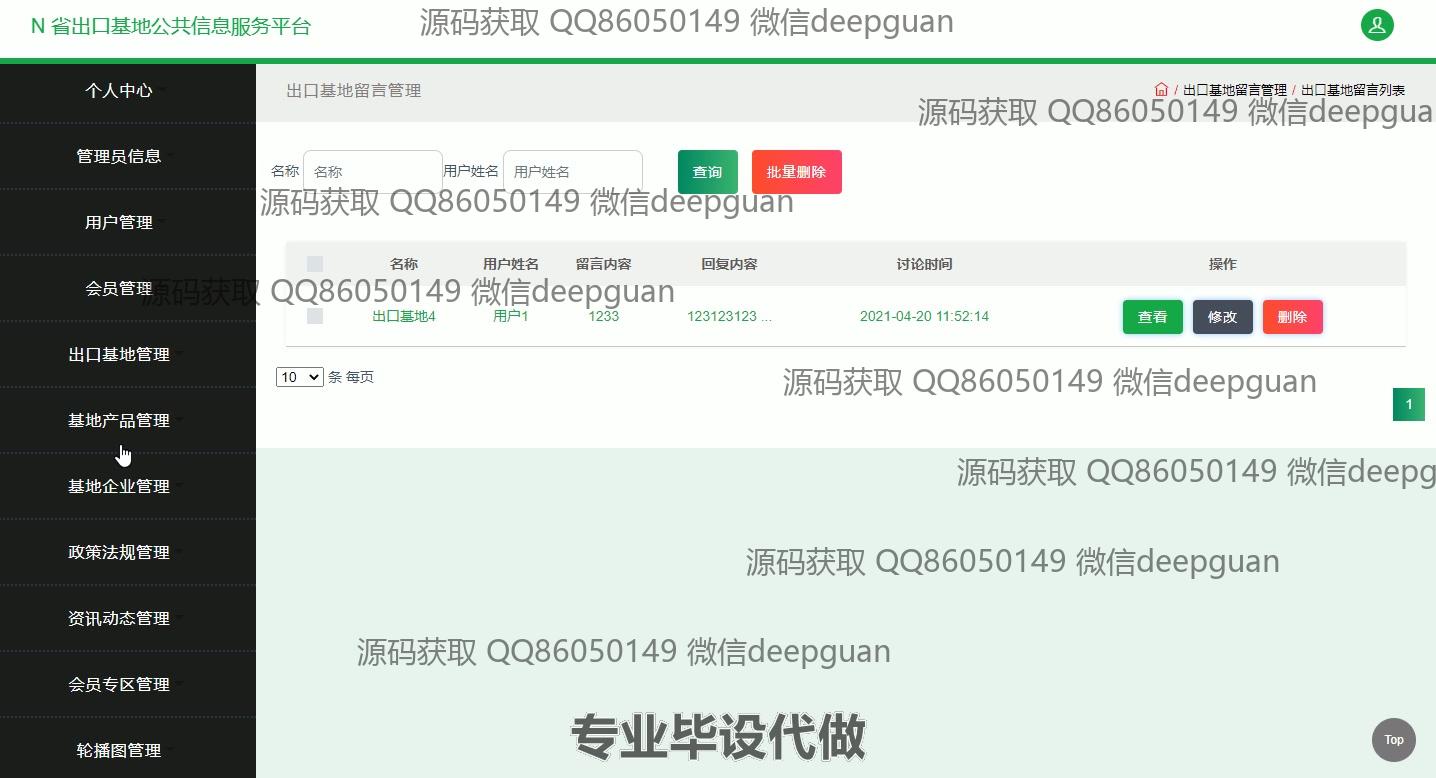 N 省出口基地公共信息服务平台
源码获取 QQ86050149 微信deepguan
个人中心
管理员信息
用户管理
会员管理
出口基地管理
基地产品管理
基地企业管理
政策法规管理
资讯动态管理
会员专区管理
轮播图管理
出口基地留言管理
/ 出口基地留言管理 / 出口基地留言列表
源码获取 QQ86050149 微信deepgua
名称 名称 用户姓名 用户姓名 查询 批量删除
源码获取 QQ86050149 微信deepguan
名称 用户姓名 留言内容 回复内容 讨论时间 操作
源码获取 QQ86050149 微信deepguan
出口基地4 用户1 1233 123123123 ... 2021-04-20 11:52:14 查看 修改 删除
10 条 每页
源码获取 QQ86050149 微信deepguan
1
源码获取 QQ86050149 微信deepg
源码获取 QQ86050149 微信deepguan
源码获取 QQ86050149 微信deepguan
专业毕设代做
Top